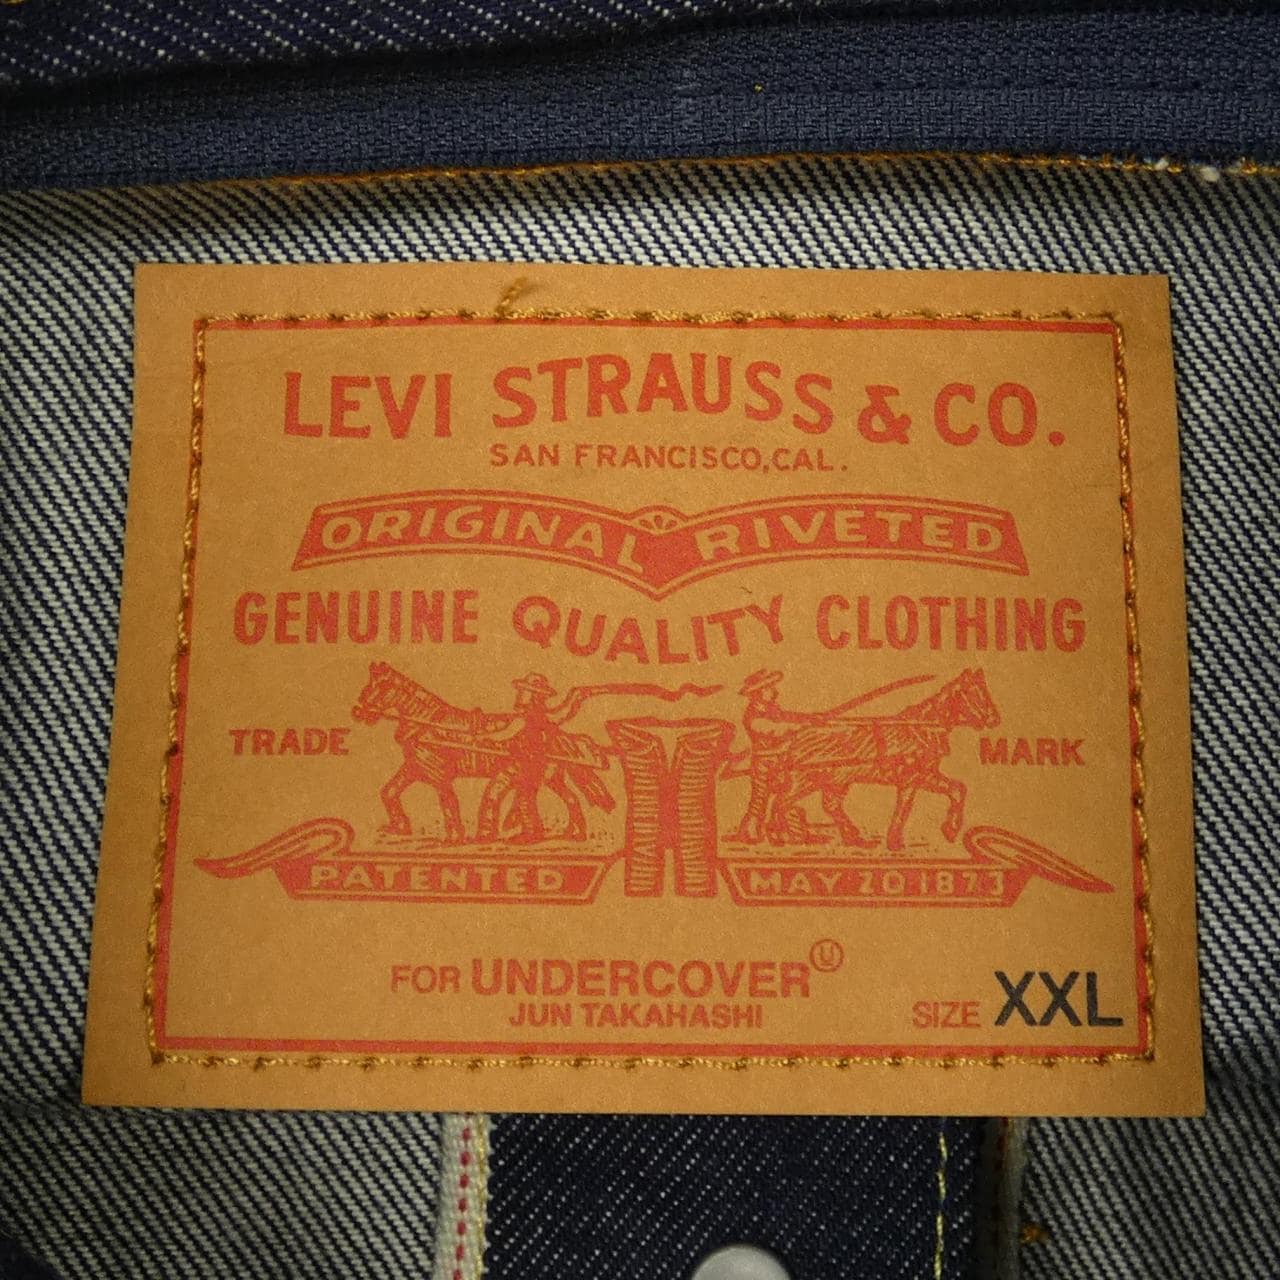 LEVI STRAUSS & CO.
SAN FRANCISCO, CAL.
ORIGINAL RIVETED
GENUINE QUALITY CLOTHING
TRADE MARK
PATENTED MAY 20 1873
FOR UNDERCOVER Ⓤ
JUN TAKAHASHI
SIZE XXL